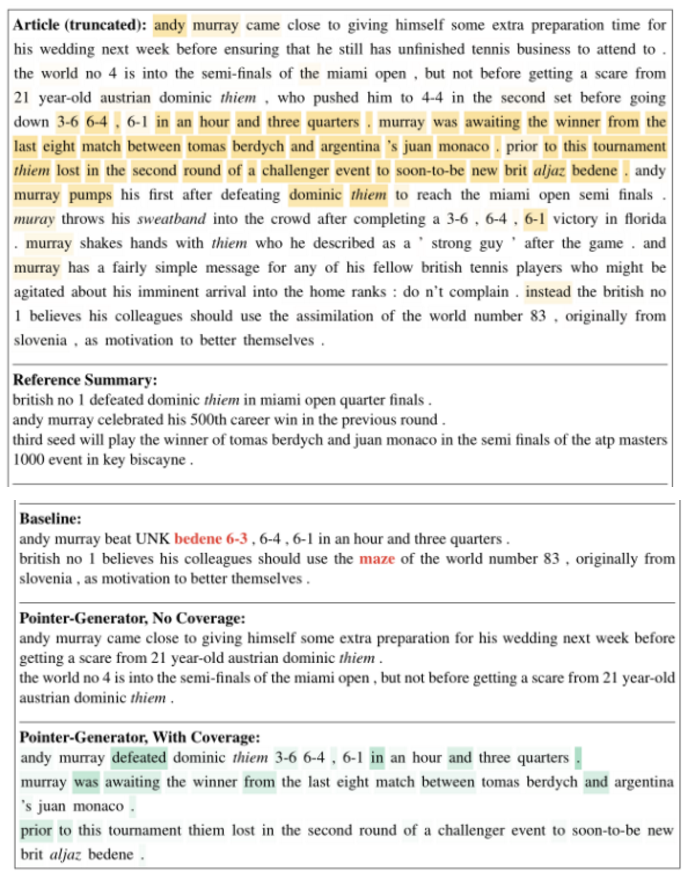 Article (truncated): andy murray came close to giving himself some extra preparation time for
his wedding next week before ensuring that he still has unfinished tennis business to attend to .
the world no 4 is into the semi-finals of the miami open , but not before getting a scare from
21 year-old austrian dominic thiem , who pushed him to 4-4 in the second set before going
down 3-6 6-4 , 6-1 in an hour and three quarters . murray was awaiting the winner from the
last eight match between tomas berdych and argentina 's juan monaco . prior to this tournament
thiem lost in the second round of a challenger event to soon-to-be new brit aljaz bedene . andy
murray pumps his first after defeating dominic thiem to reach the miami open semi finals .
muray throws his sweatband into the crowd after completing a 3-6 , 6-4 , 6-1 victory in florida
. murray shakes hands with thiem who he described as a ' strong guy ' after the game . and
murray has a fairly simple message for any of his fellow british tennis players who might be
agitated about his imminent arrival into the home ranks : do n't complain . instead the british no
1 believes his colleagues should use the assimilation of the world number 83 , originally from
slovenia , as motivation to better themselves .
Reference Summary:
british no 1 defeated dominic thiem in miami open quarter finals .
andy murray celebrated his 500th career win in the previous round .
third seed will play the winner of tomas berdych and juan monaco in the semi finals of the atp masters
1000 event in key biscayne .
Baseline:
andy murray beat UNK bedene 6-3 , 6-4 , 6-1 in an hour and three quarters .
british no 1 believes his colleagues should use the maze of the world number 83 , originally from
slovenia , as motivation to better themselves .
Pointer-Generator, No Coverage:
andy murray came close to giving himself some extra preparation for his wedding next week before
getting a scare from 21 year-old austrian dominic thiem .
the world no 4 is into the semi-finals of the miami open , but not before getting a scare from 21 year-old
austrian dominic thiem .
Pointer-Generator, With Coverage:
andy murray defeated dominic thiem 3-6 6-4 , 6-1 in an hour and three quarters .
murray was awaiting the winner from the last eight match between tomas berdych and argentina
's juan monaco .
prior to this tournament thiem lost in the second round of a challenger event to soon-to-be new
brit aljaz bedene .